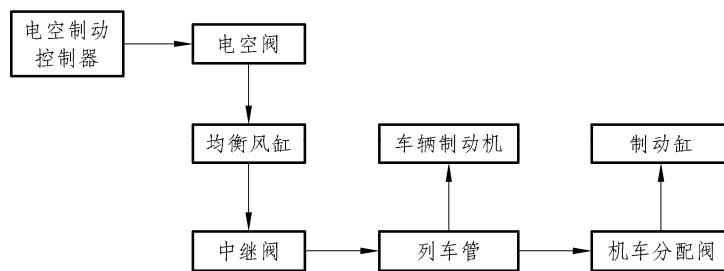 电空制动
控制器
电空阀
均衡风缸
车辆制动机
制动缸
中继阀
列车管
机车分配阀